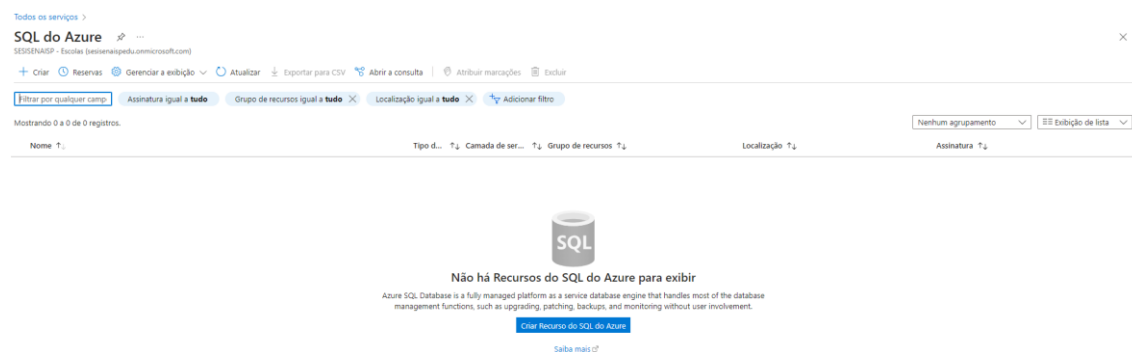 Todos os serviços >
SQL do Azure ...
SESISENAISP - Escolas (sesisenaispedu.onmicrosoft.com)
+ Criar Reservas Gerenciar a exibição Atualizar Exportar para CSV Abrir a consulta Atribuir marcações Excluir
Filtrar por qualquer camp Assinatura igual a tudo Grupo de recursos igual a tudo Localização igual a tudo Adicionar filtro
Mostrando 0 a 0 de 0 registros. Nenhum agrupamento Exibição de lista
Nome ↑↓ Tipo d... ↑↓ Camada de ser... ↑↓ Grupo de recursos ↑↓ Localização ↑↓ Assinatura ↑↓
SQL
Não há Recursos do SQL do Azure para exibir
Azure SQL Database is a fully managed platform as a service database engine that handles most of the database
management functions, such as upgrading, patching, backups, and monitoring without user involvement.
Criar Recurso do SQL do Azure
Saiba mais